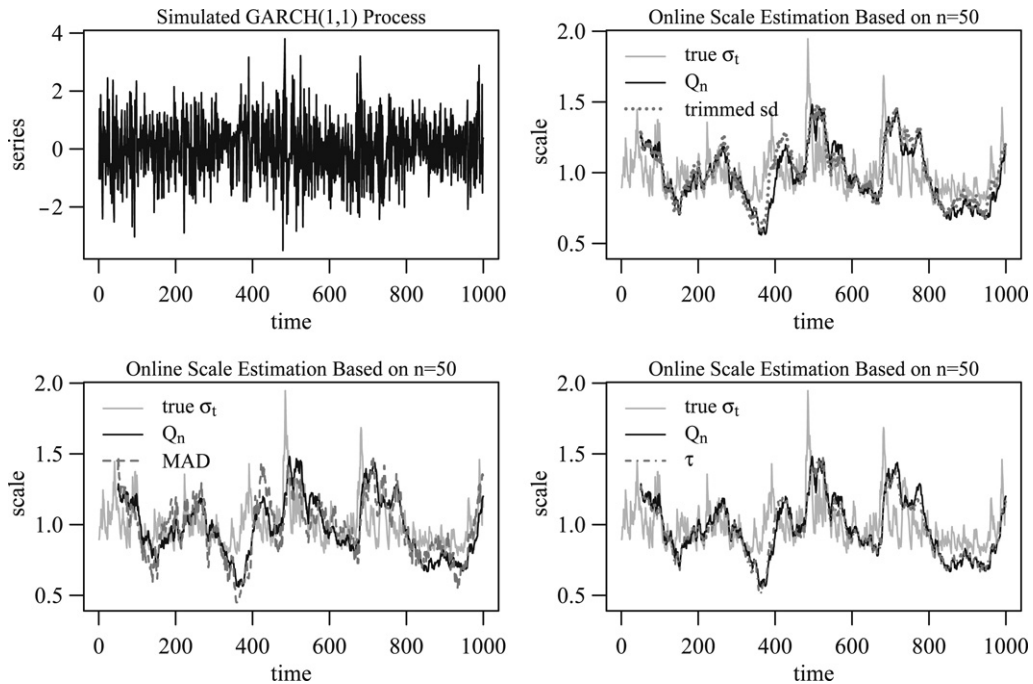 Simulated GARCH(1,1) Process
4
2
0
−2
series
0 200 400 600 800 1000
time
Online Scale Estimation Based on n=50
2.0
1.5
1.0
0.5
scale
true σt
Qn
trimmed sd
0 200 400 600 800 1000
time
Online Scale Estimation Based on n=50
2.0
1.5
1.0
0.5
scale
true σt
Qn
MAD
0 200 400 600 800 1000
time
Online Scale Estimation Based on n=50
2.0
1.5
1.0
0.5
scale
true σt
Qn
τ
0 200 400 600 800 1000
time